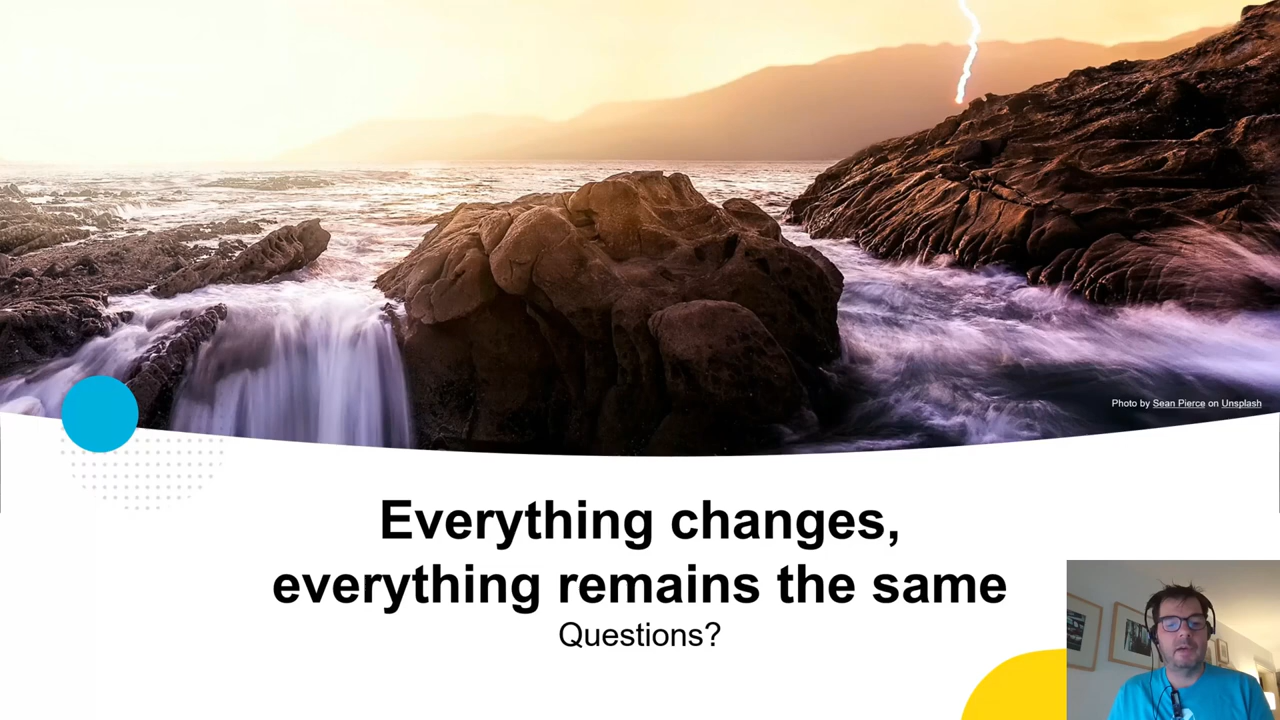 Photo by Sean Pierce on Unsplash
Everything changes,
everything remains the same
Questions?